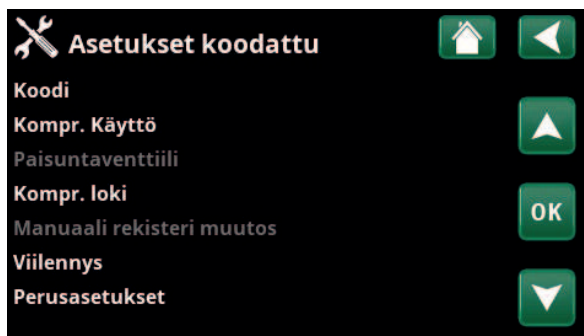 Asetukset koodattu
Koodi
Kompr. Käyttö
Paisuntaventtiili
Kompr. loki
Manuaali rekisteri muutos
OK
Viilennys
Perusasetukset